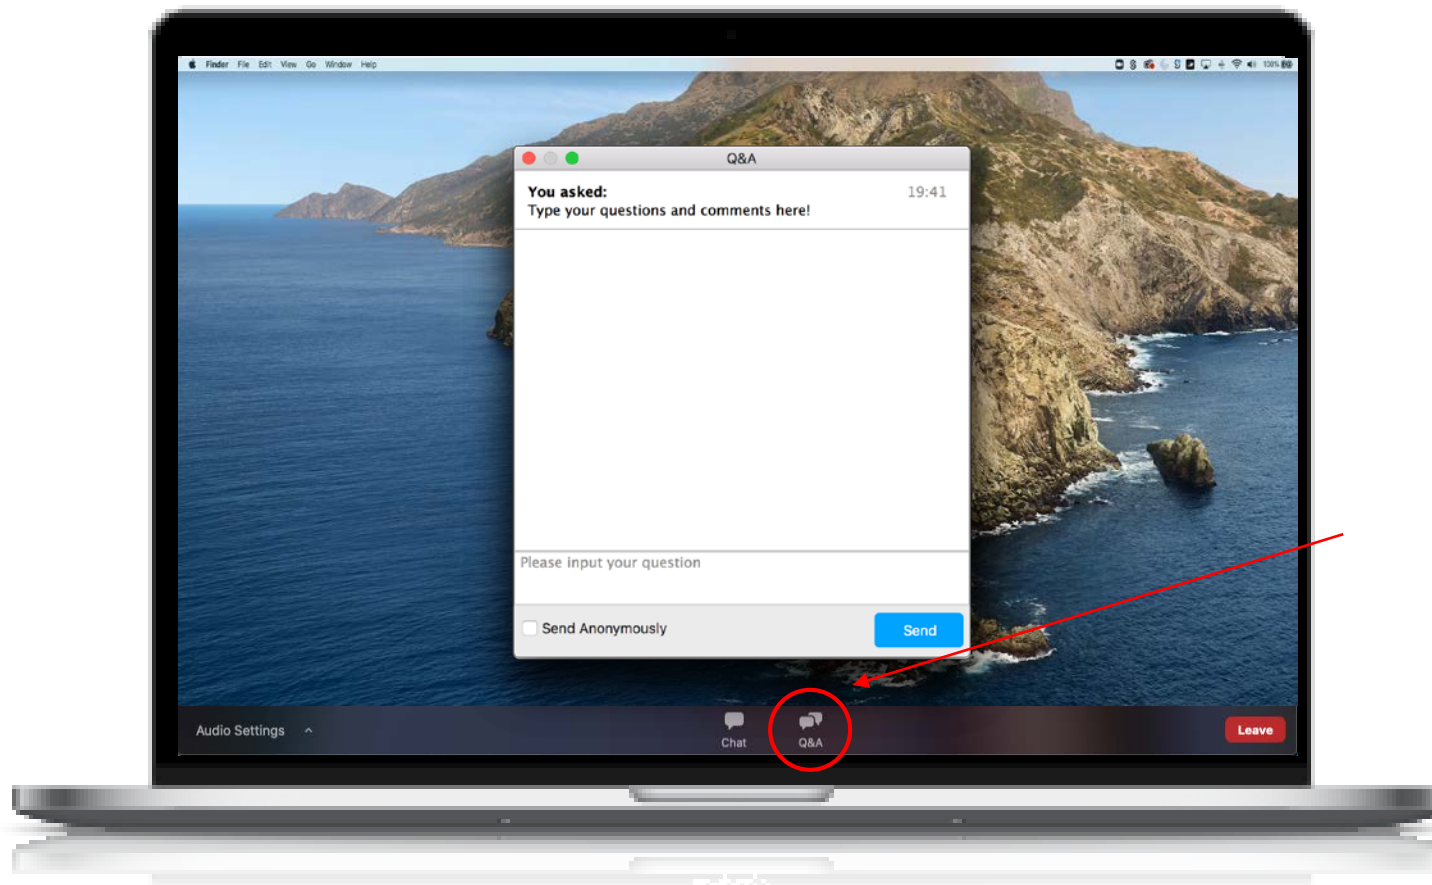 Finder File Edit View Go Window Help
100%
Q&A
You asked: 19:41
Type your questions and comments here!
Please input your question
Send Anonymously Send
Audio Settings Chat Q&A Leave